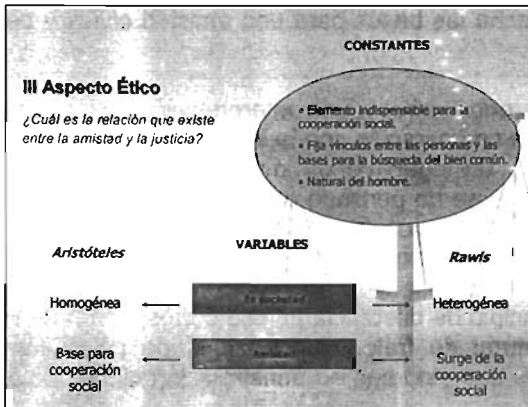 CONSTANTES
III Aspecto Ético
¿Cuál es la relación que existe
entre la amistad y la justicia?
• Elemento indispensable para la
cooperación social.
• Fija vínculos entre las personas y las
bases para la búsqueda del bien común.
• Natural del hombre.
VARIABLES
Aristóteles
Rawls
Homogénea
sociedad
Heterogénea
Base para
cooperación
social
Amistad
Surge de la
cooperación
social